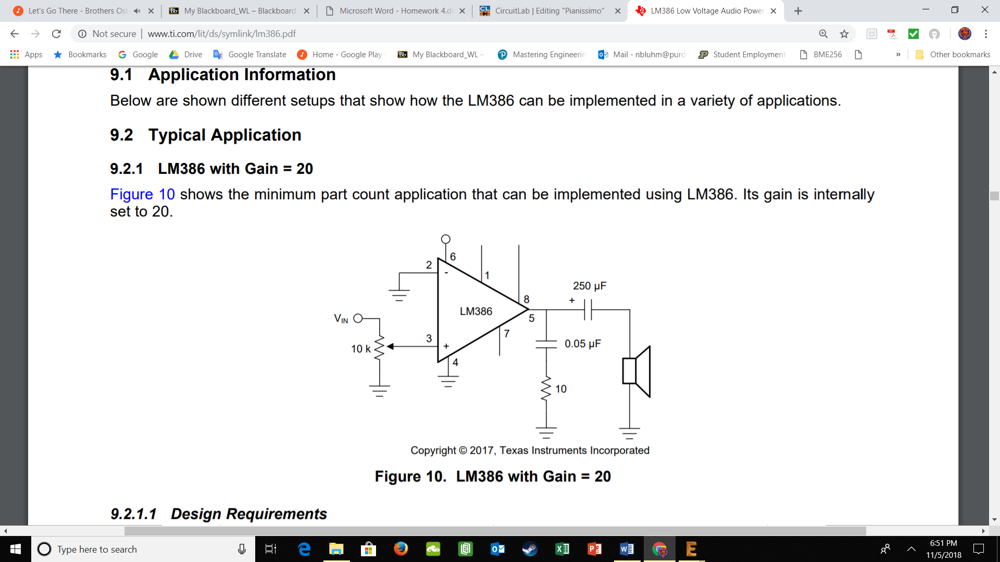 Let's Go There - Brothers Os
My Blackboard_WL – Blackboard
Microsoft Word - Homework 4.d
CircuitLab | Editing "Pianissimo"
LM386 Low Voltage Audio Power
Not secure | www.ti.com/lit/ds/symlink/lm386.pdf
Apps
Bookmarks
Google
Drive
Google Translate
Home - Google Play
Bb My Blackboard_WL –
Mastering Engineerin
Mail - nbluhm@purd
Student Employment
BME256
»
Other bookmarks
9.1 Application Information
Below are shown different setups that show how the LM386 can be implemented in a variety of applications.
9.2 Typical Application
9.2.1 LM386 with Gain = 20
Figure 10 shows the minimum part count application that can be implemented using LM386. Its gain is internally
set to 20.
6
2
-
1
250 µF
8
+
LM386
VIN
5
7
3
+
10 k
0.05 µF
4
10
Copyright © 2017, Texas Instruments Incorporated
Figure 10. LM386 with Gain = 20
9.2.1.1 Design Requirements
Type here to search
6:51 PM
11/5/2018